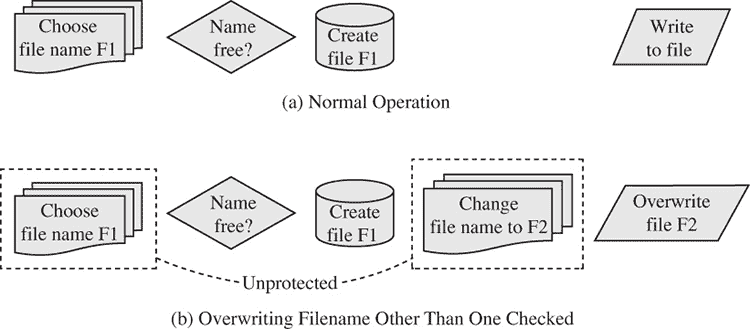 Choose
file name F1
Name
free?
Create
file F1
Write
to file
(a) Normal Operation
Choose
file name F1
Name
free?
Create
file F1
Change
file name to F2
Overwrite
file F2
Unprotected
(b) Overwriting Filename Other Than One Checked